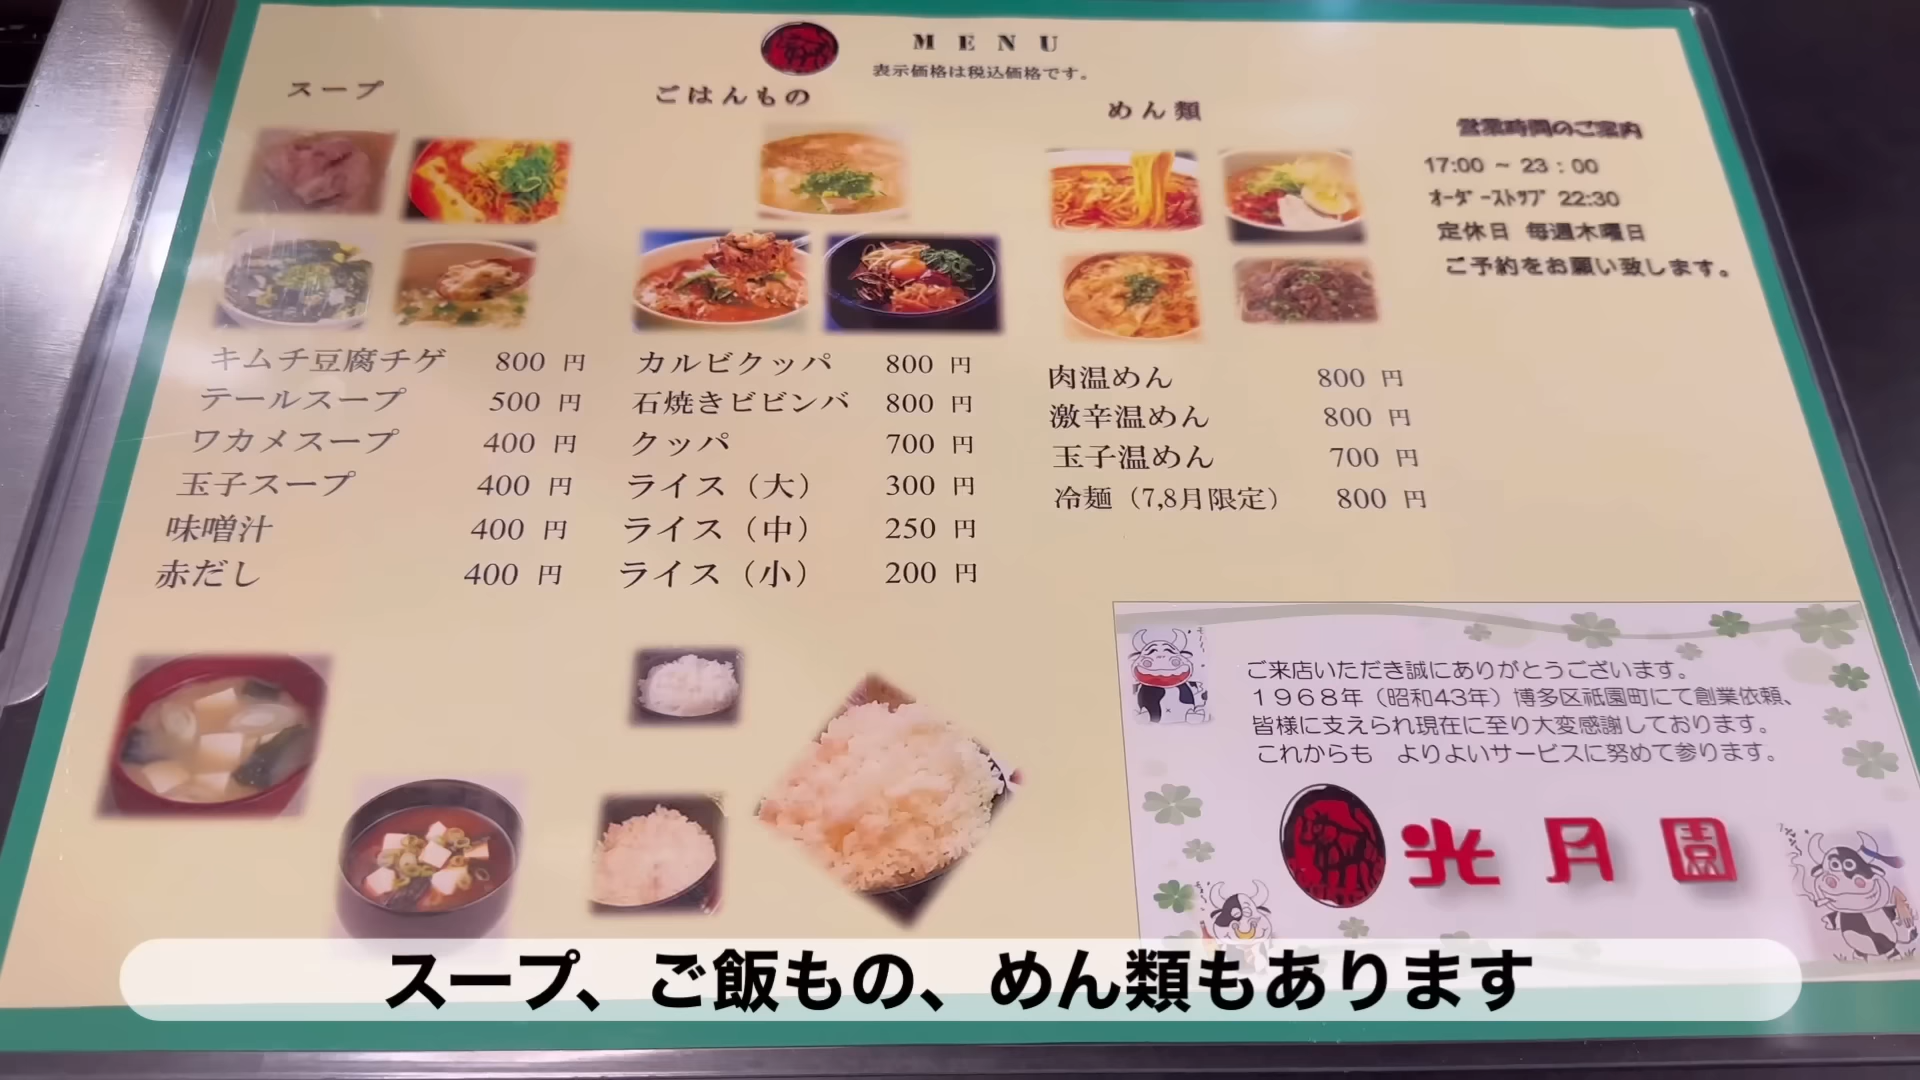 MENU
表示価格は税込価格です。
スープ
キムチ豆腐チゲ 800 円
テールスープ 500 円
ワカメスープ 400 円
玉子スープ 400 円
味噌汁 400 円
赤だし 400 円
ごはんもの
カルビクッパ 800 円
石焼きビビンバ 800 円
クッパ 700 円
ライス（大） 300 円
ライス（中） 250 円
ライス（小） 200 円
めん類
肉温めん 800 円
激辛温めん 800 円
玉子温めん 700 円
冷麺（7,8月限定） 800 円
営業時間のご案内
17:00 ~ 23:00
ｵｰﾀﾞｰｽﾄｯﾌﾟ 22:30
定休日 毎週木曜日
ご予約をお願い致します。
ご来店いただき誠にありがとうございます。
１９６８年（昭和43年）博多区祇園町にて創業依頼、
皆様に支えられ現在に至り大変感謝しております。
これからも よりよいサービスに努めて参ります。
光月園
スープ、ご飯もの、めん類もあります